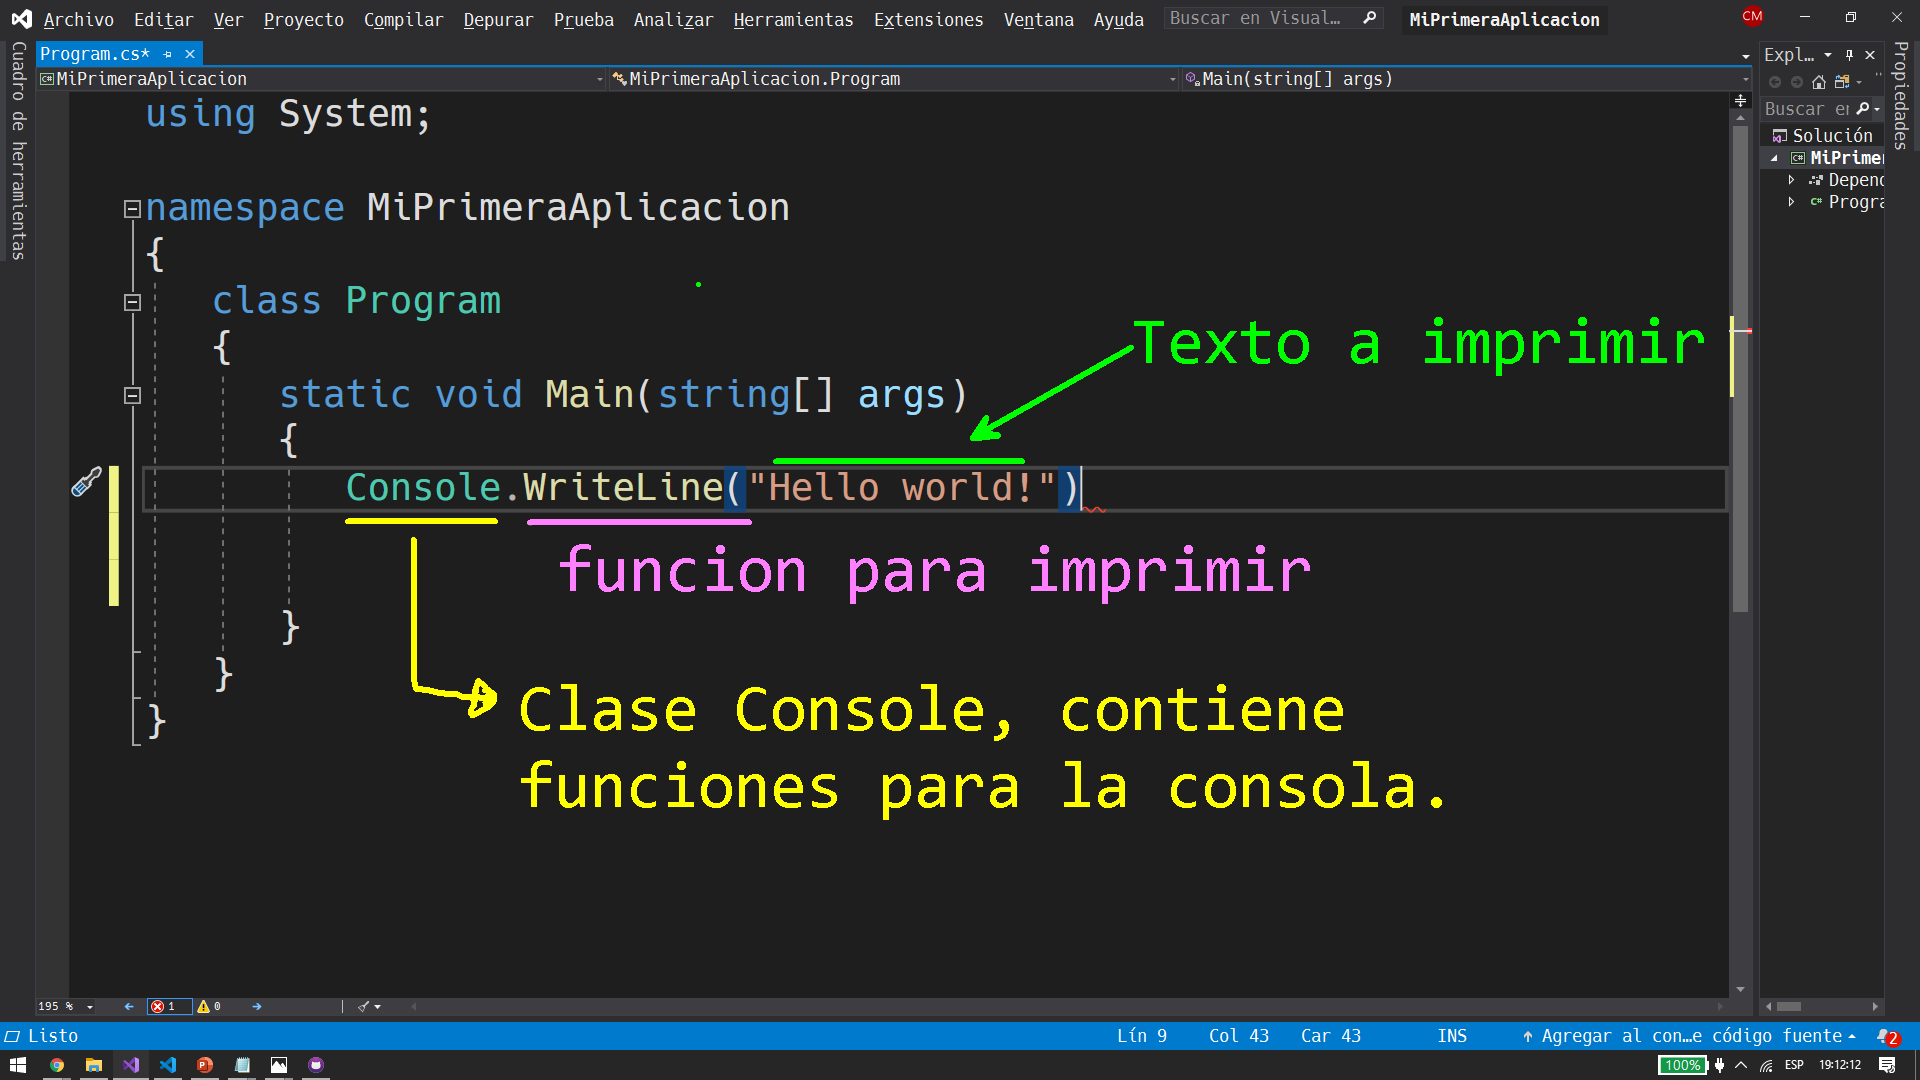 Archivo Editar Ver Proyecto Compilar Depurar Prueba Analizar Herramientas Extensiones Ventana Ayuda Buscar en Visual... MiPrimeraAplicacion CM
Program.cs*
Expl...
MiPrimeraAplicacion MiPrimeraAplicacion.Program Main(string[] args)
Cuadro de herramientas
Propiedades
Buscar en
Solución
MiPrime
Depend
Progra
using System;
namespace MiPrimeraAplicacion
{
class Program
{
Texto a imprimir
static void Main(string[] args)
{
Console.WriteLine("Hello world!")
funcion para imprimir
}
}
Clase Console, contiene
}
funciones para la consola.
195 % 1 0
Listo Lín 9 Col 43 Car 43 INS Agregar al con…e código fuente 2
100% ESP 19:12:12